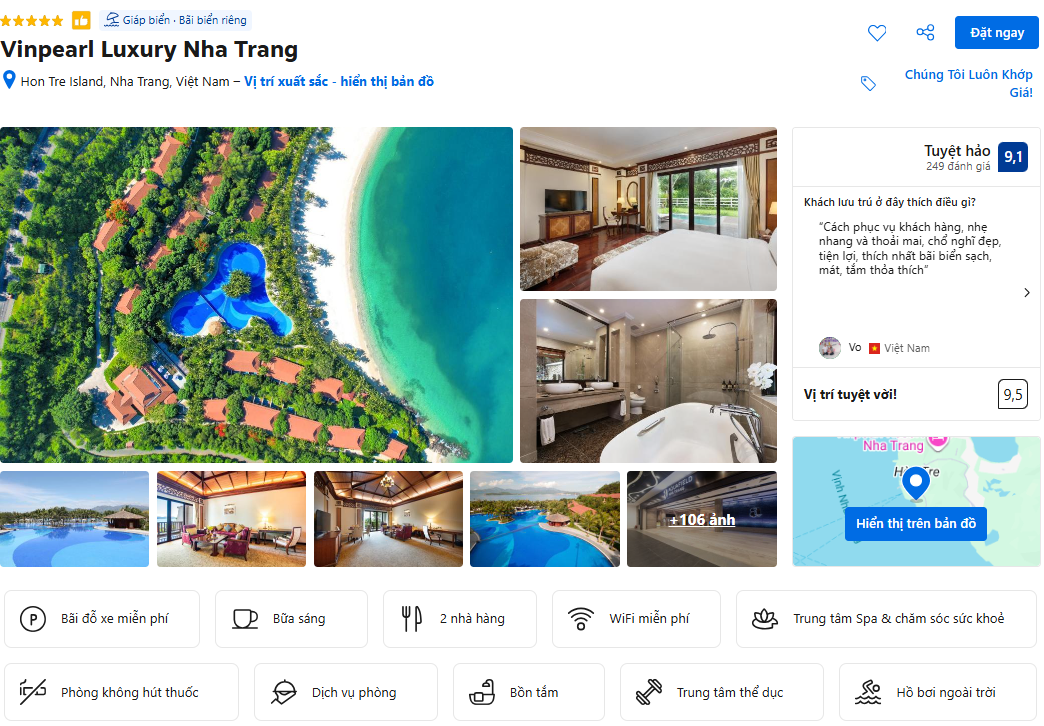 Giáp biển · Bãi biển riêng
Vinpearl Luxury Nha Trang
Hon Tre Island, Nha Trang, Việt Nam – Vị trí xuất sắc - hiển thị bản đồ
Đặt ngay
Chúng Tôi Luôn Khớp
Giá!
Tuyệt hảo
249 đánh giá
9,1
Khách lưu trú ở đây thích điều gì?
“Cách phục vụ khách hàng, nhẹ
nhang và thoải mai, chổ nghĩ đẹp,
tiện lợi, thích nhất bãi biển sạch,
mát, tắm thỏa thích”
Vo
Việt Nam
Vị trí tuyệt vời!
9,5
Nha Trang
Hiển thị trên bản đồ
+106 ảnh
P
Bãi đỗ xe miễn phí
Bữa sáng
2 nhà hàng
WiFi miễn phí
Trung tâm Spa & chăm sóc sức khoẻ
Phòng không hút thuốc
Dịch vụ phòng
Bồn tắm
Trung tâm thể dục
Hồ bơi ngoài trời